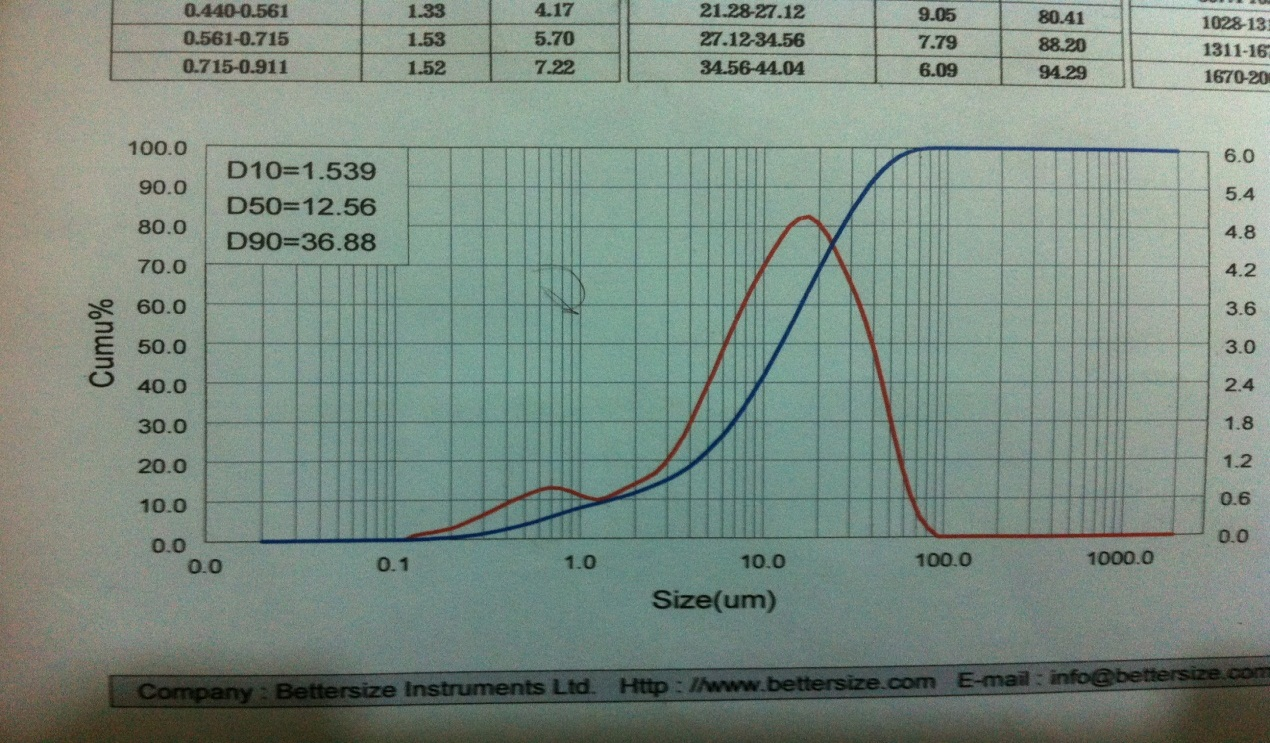 0.440-0.561 1.33 4.17 21.28-27.12 9.05 80.41
0.561-0.715 1.53 5.70 27.12-34.56 7.79 88.20
0.715-0.911 1.52 7.22 34.56-44.04 6.09 94.29
D10=1.539
D50=12.56
D90=36.88
100.0
90.0
80.0
70.0
60.0
50.0
40.0
30.0
20.0
10.0
0.0
Cumu%
6.0
5.4
4.8
4.2
3.6
3.0
2.4
1.8
1.2
0.6
0.0
0.0 0.1 1.0 10.0 100.0 1000.0
Size(um)
Company : Bettersize Instruments Ltd. Http : //www.bettersize.com E-mail : info@bettersize.com